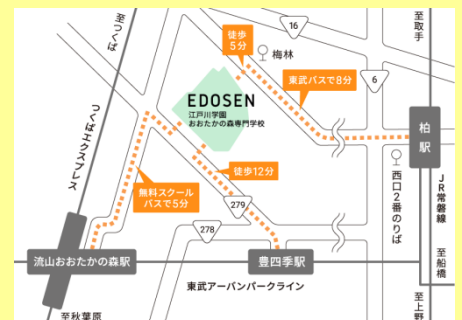 至つくば
16
至取手
徒歩
5分
梅林
6
東武バスで8分
EDOSEN
江戸川学園
おおたかの森専門学校
柏駅
つくばエクスプレス
徒歩12分
西口2番のりば
JR常磐線
無料スクール
バスで5分
279
278
流山おおたかの森駅
豊四季駅
至船橋
東武アーバンパークライン
至秋葉原
至上野